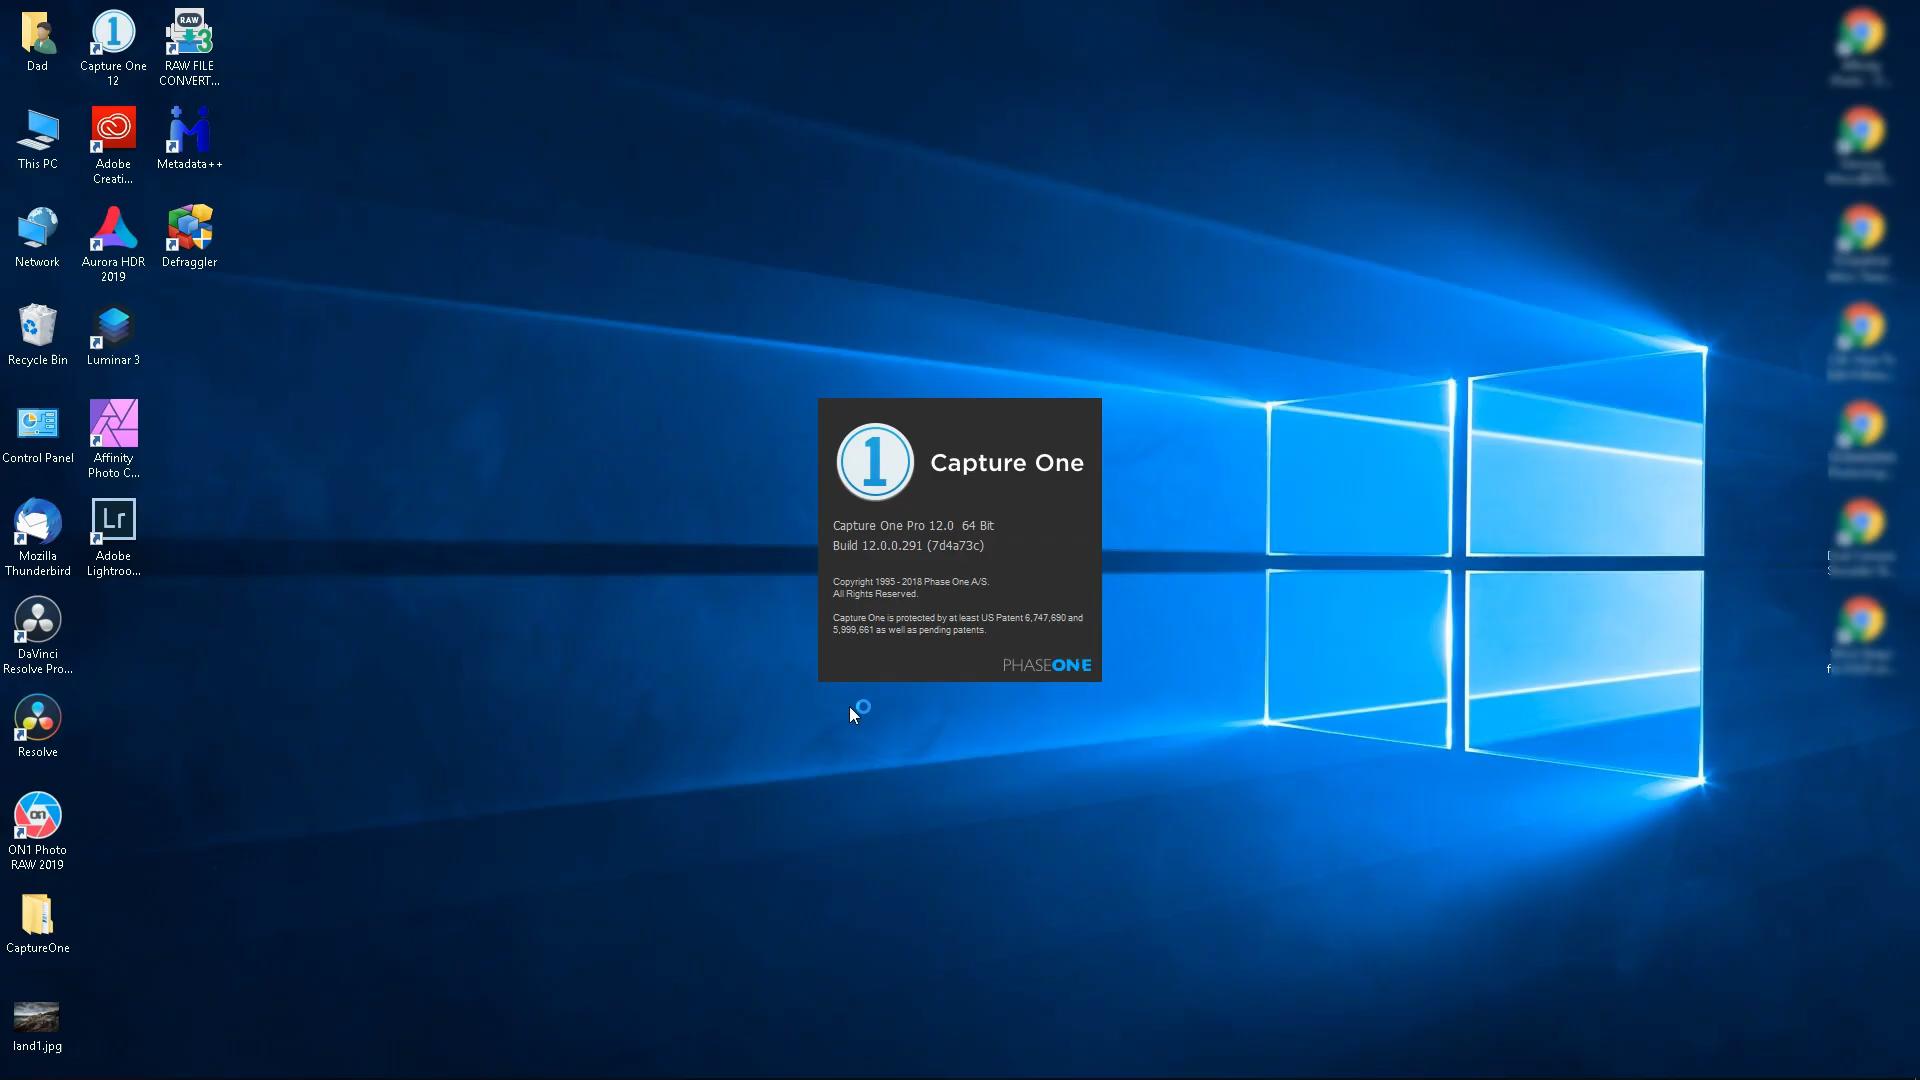 Dad
Capture One
12
RAW FILE
CONVERT...
RAW
3
This PC
Adobe
Creati...
Metadata++
Network
Aurora HDR
2019
Defraggler
Recycle Bin
Luminar 3
Control Panel
Affinity
Photo C...
Mozilla
Thunderbird
Lr
Adobe
Lightroo...
DaVinci
Resolve Pro...
Resolve
on
ON1 Photo
RAW 2019
CaptureOne
land1.jpg
1
Capture One
Capture One Pro 12.0 64 Bit
Build 12.0.0.291 (7d4a73c)
Copyright 1995 - 2018 Phase One A/S.
All Rights Reserved.
Capture One is protected by at least US Patent 6,747,690 and
5,999,661 as well as pending patents.
PHASEONE